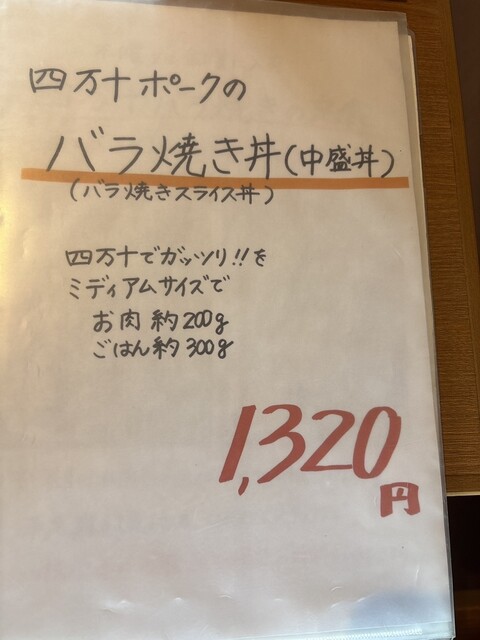 四万十ポークの
バラ焼き丼(中盛丼)
(バラ焼きスライス丼)
四万十でガッツリ!!を
ミディアムサイズで
お肉 約200g
ごはん 約300g
1,320円